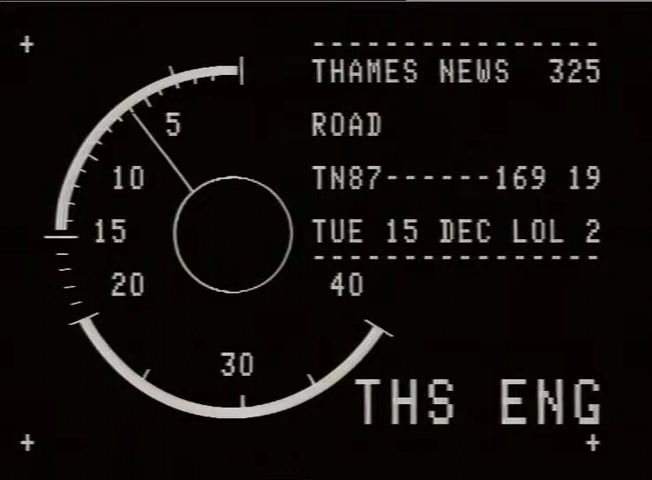 THAMES NEWS 325
ROAD
TN87------169 19
TUE 15 DEC LOL 2
5
10
15
20
30
40
THS ENG